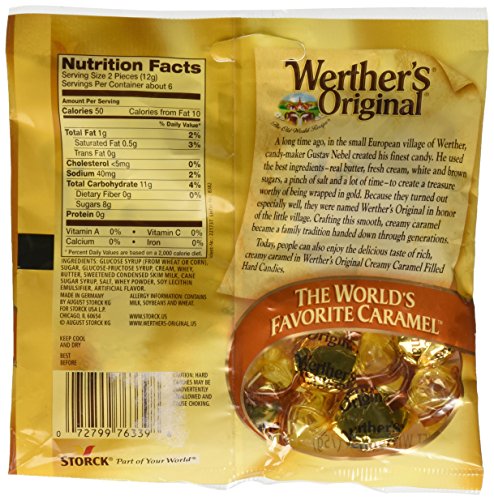 Nutrition Facts
Serving Size 2 Pieces (12g)
Servings Per Container about 6
Amount Per Serving
Calories 50 Calories from Fat 10
% Daily Value*
Total Fat 1g 2%
Saturated Fat 0.5g 3%
Trans Fat 0g
Cholesterol <5mg 0%
Sodium 40mg 2%
Total Carbohydrate 11g 4%
Dietary Fiber 0g 0%
Sugars 8g
Protein 0g
Vitamin A 0% • Vitamin C 0%
Calcium 0% • Iron 0%
* Percent Daily Values are based on a 2,000 calorie diet.
INGREDIENTS: GLUCOSE SYRUP (FROM WHEAT OR CORN),
SUGAR, GLUCOSE-FRUCTOSE SYRUP, CREAM, WHEY,
BUTTER, SWEETENED CONDENSED SKIM MILK, CANE
SUGAR SYRUP, SALT, WHEY POWDER, SOY LECITHIN
EMULSIFIER, ARTIFICIAL FLAVOR.
MADE IN GERMANY
BY AUGUST STORCK KG
FOR STORCK USA L.P.
CHICAGO, IL 60654
© AUGUST STORCK KG
ALLERGY INFORMATION: CONTAINS
MILK, SOYBEANS AND WHEAT.
WWW.STORCK.US
WWW.WERTHERS-ORIGINAL.US
KEEP COOL
AND DRY
BEST
BEFORE
HARD
MAY BE
INADVERTENTLY
CHOKING.
0 72799 76339
STORCK® Part of Your World®
Werther's
Original®
The Old World Recipe
A long time ago, in the small European village of Werther,
candy-maker Gustav Nebel created his finest candy. He used
the best ingredients–real butter, fresh cream, white and brown
sugars, a pinch of salt and a lot of time–to create a treasure
worthy of being wrapped in gold. Because they turned out
especially well, they were named Werther's Original in honor
of the little village. Crafting this smooth, creamy caramel
became a family tradition handed down through generations.
Today, people can also enjoy the delicious taste of rich,
creamy caramel in Werther's Original Creamy Caramel Filled
Hard Candies.
THE WORLD'S
FAVORITE CARAMEL®
Original
Werther's
Original